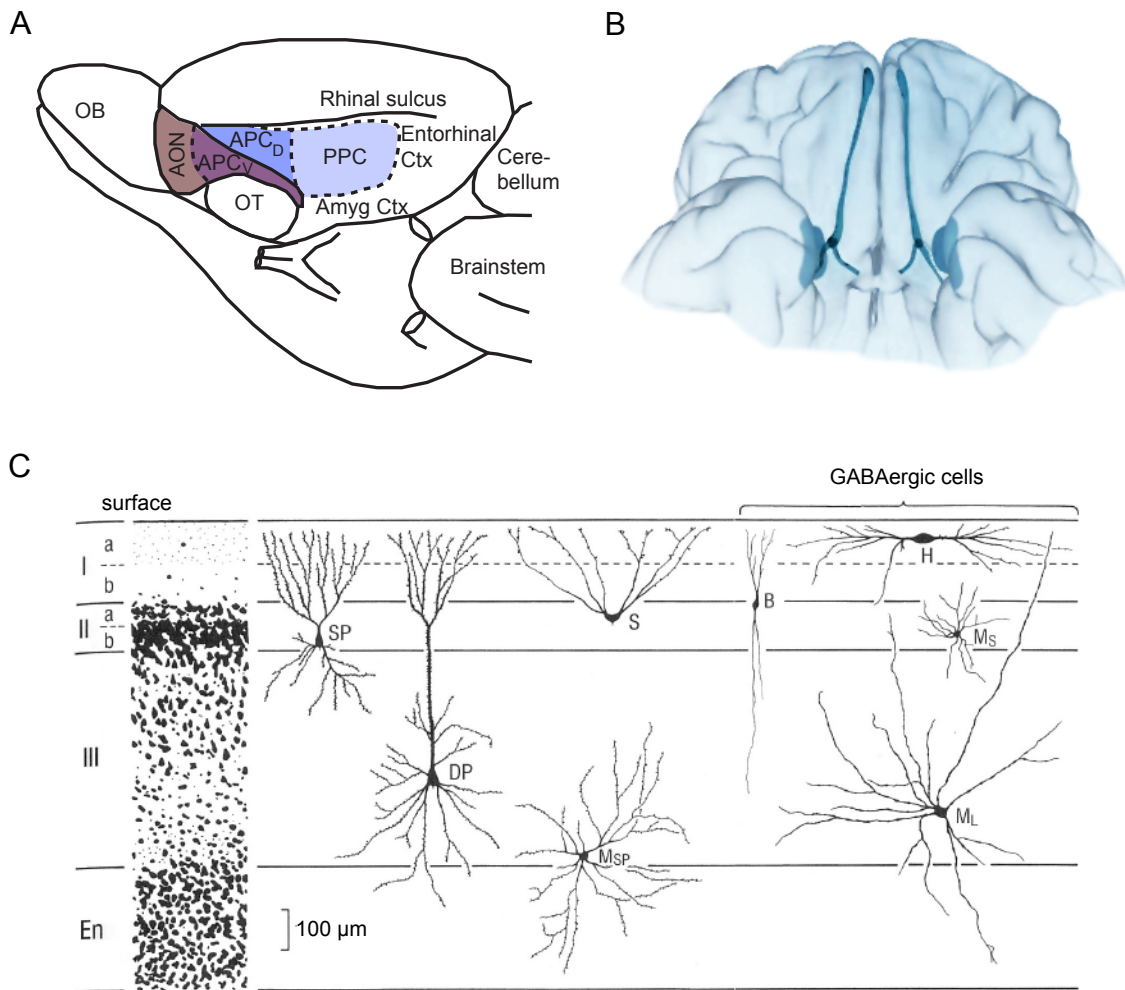 A
OB
AON
APCV
APCD
PPC
OT
Rhinal sulcus
Entorhinal
Ctx
Amyg Ctx
Cere-
bellum
Brainstem
B
C
surface
GABAergic cells
I
a
b
II
a
b
III
En
SP
DP
S
MSP
B
H
MS
ML
100 µm